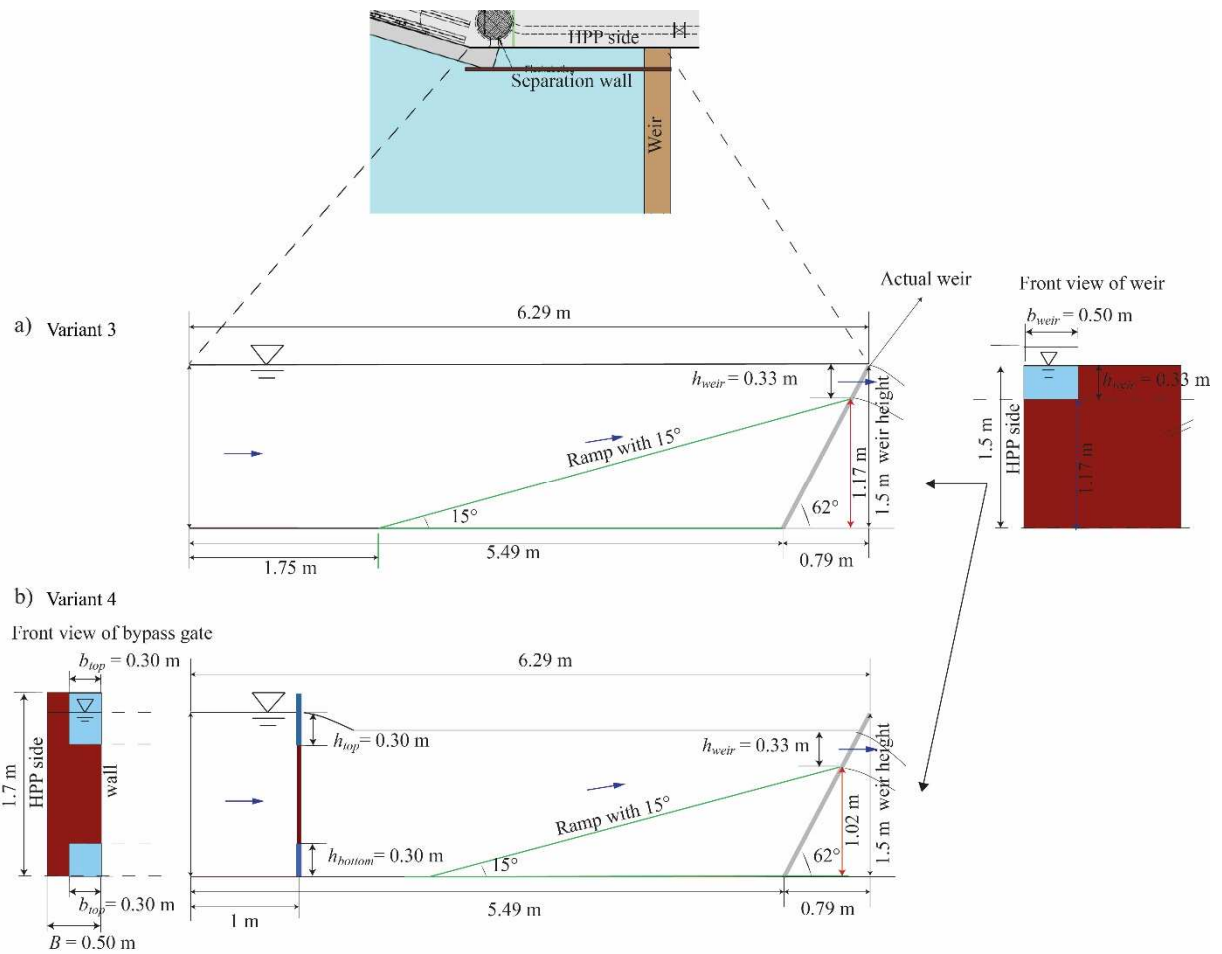 HPP side
Separation wall
Weir
Actual weir
Front view of weir
a) Variant 3
6.29 m
b_weir = 0.50 m
h_weir = 0.33 m
h_weir = 0.33 m
1.5 m
HPP side
1.17 m
Ramp with 15°
1.17 m
1.5 m weir height
15°
62°
5.49 m
0.79 m
1.75 m
b) Variant 4
Front view of bypass gate
b_top = 0.30 m
6.29 m
h_top = 0.30 m
h_weir = 0.33 m
1.7 m
HPP side
wall
Ramp with 15°
1.02 m
1.5 m weir height
h_bottom = 0.30 m
15°
62°
b_top = 0.30 m
5.49 m
0.79 m
1 m
B = 0.50 m